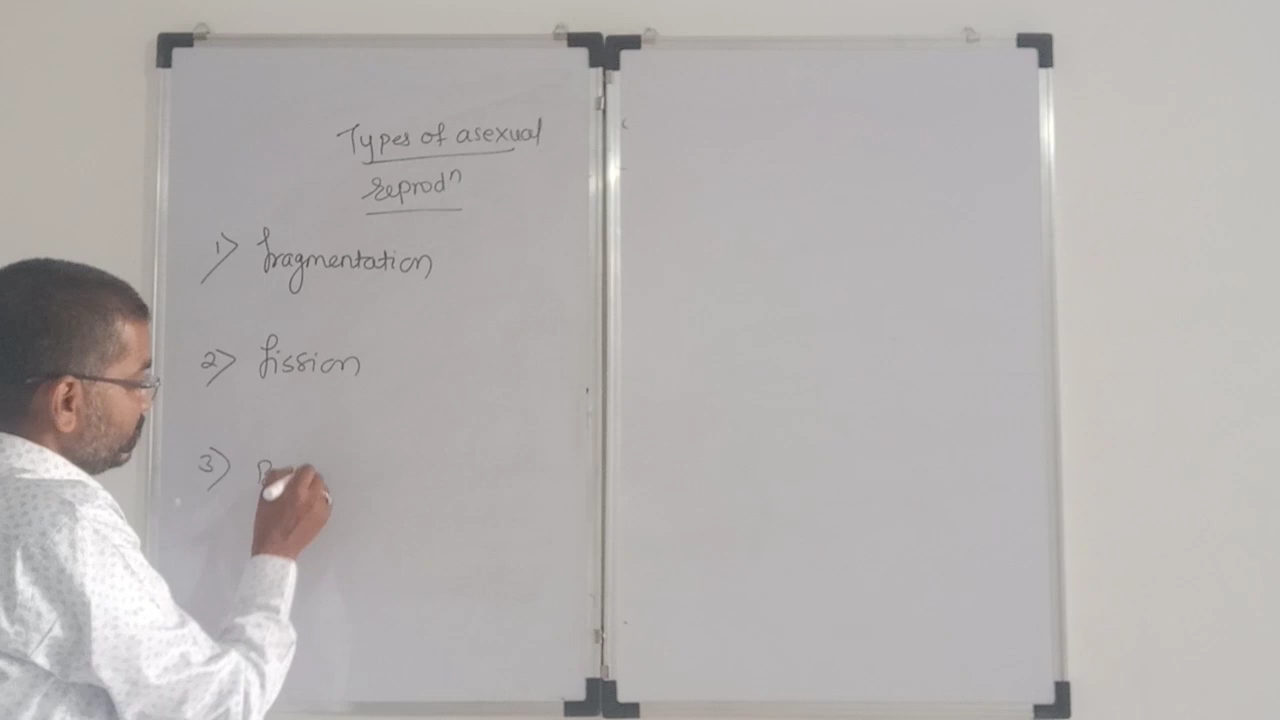 Types of asexual
reprodⁿ
1) fragmentation
2) fission
3)